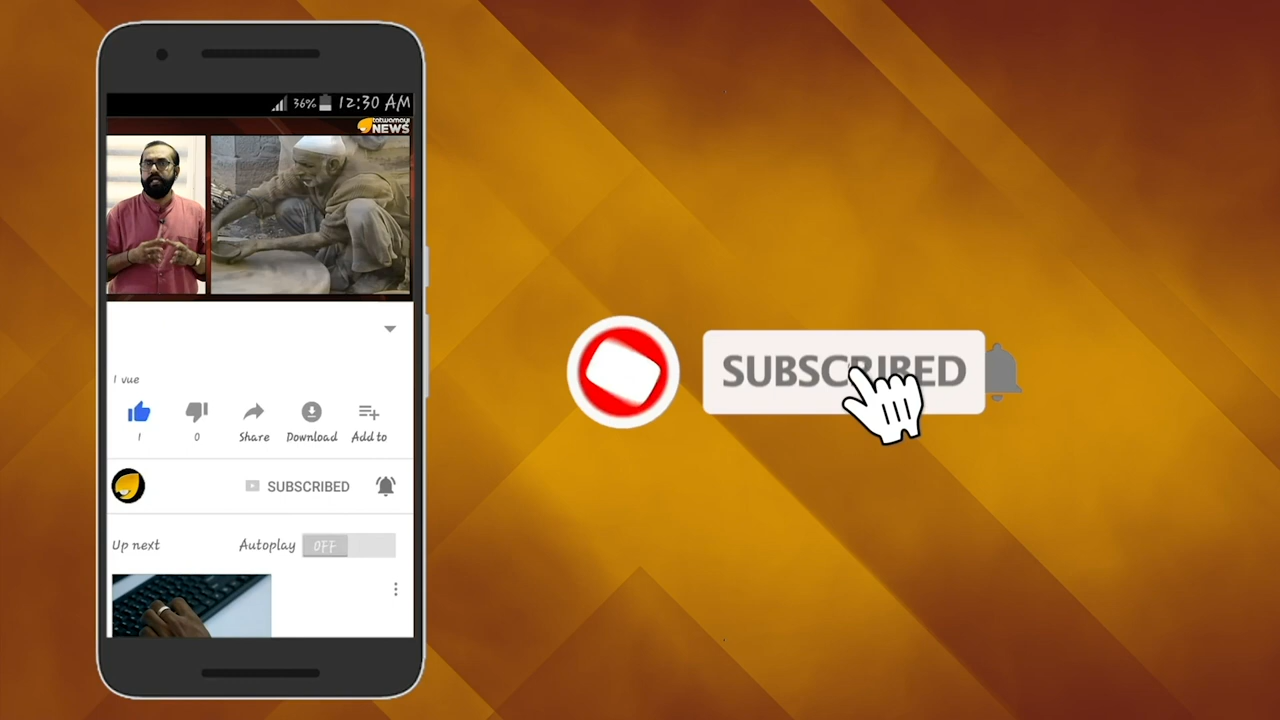 36% 12:30 AM
tatwamayi
NEWS
1 vue
1
0
Share
Download
Add to
SUBSCRIBED
Up next
Autoplay
OFF
SUBSCRIBED